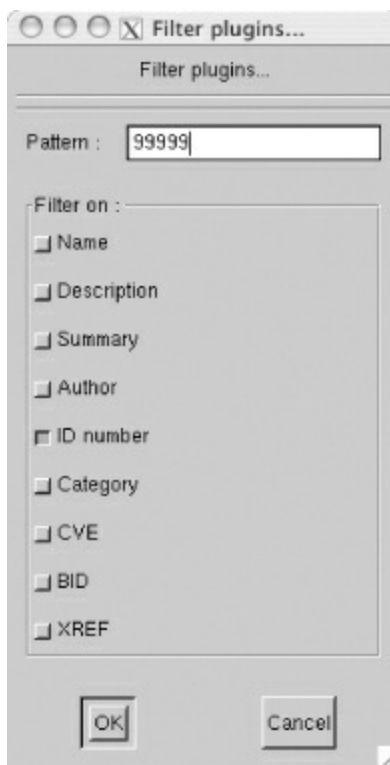 Filter plugins...
Filter plugins...
Pattern : 99999
Filter on :
Name
Description
Summary
Author
ID number
Category
CVE
BID
XREF
OK Cancel